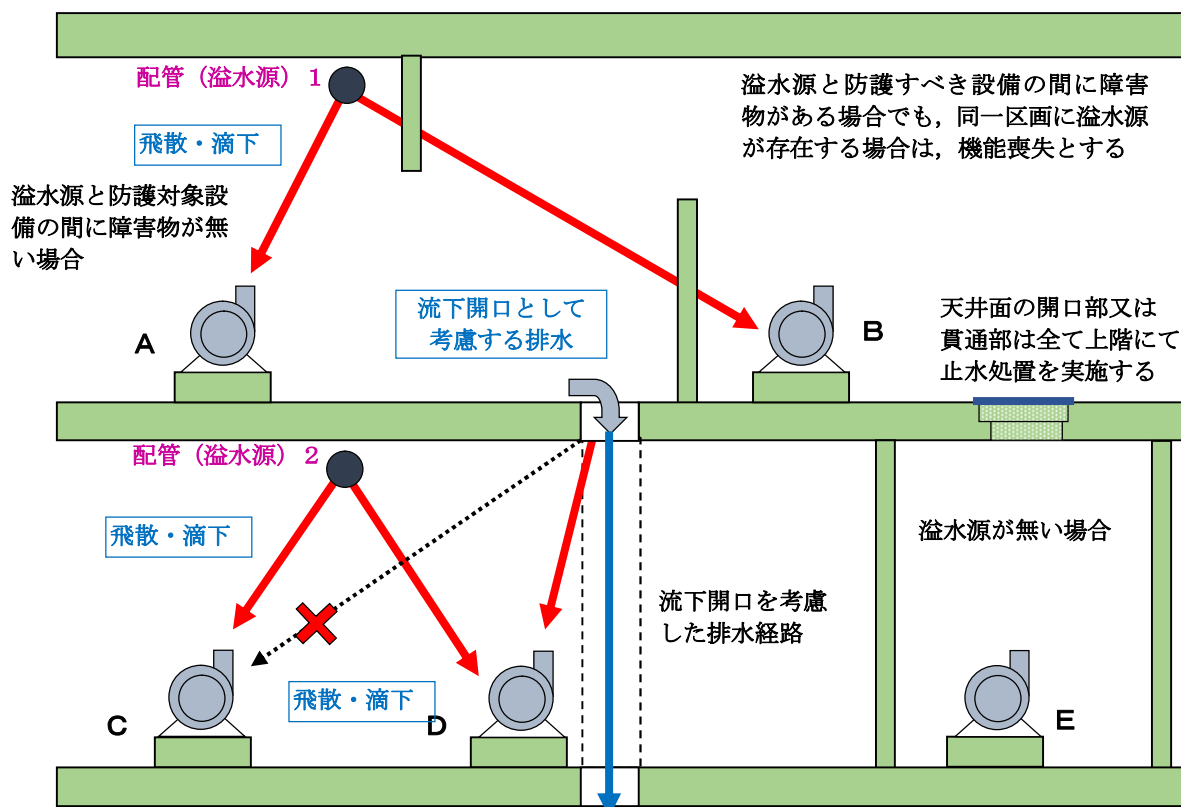 配管（溢水源）１
飛散・滴下
溢水源と防護対象設
備の間に障害物が無
い場合
溢水源と防護すべき設備の間に障害
物がある場合でも，同一区画に溢水源
が存在する場合は，機能喪失とする
A
流下開口として
考慮する排水
B
天井面の開口部又は
貫通部は全て上階にて
止水処置を実施する
配管（溢水源）２
飛散・滴下
溢水源が無い場合
流下開口を考慮
した排水経路
飛散・滴下
C
D
E